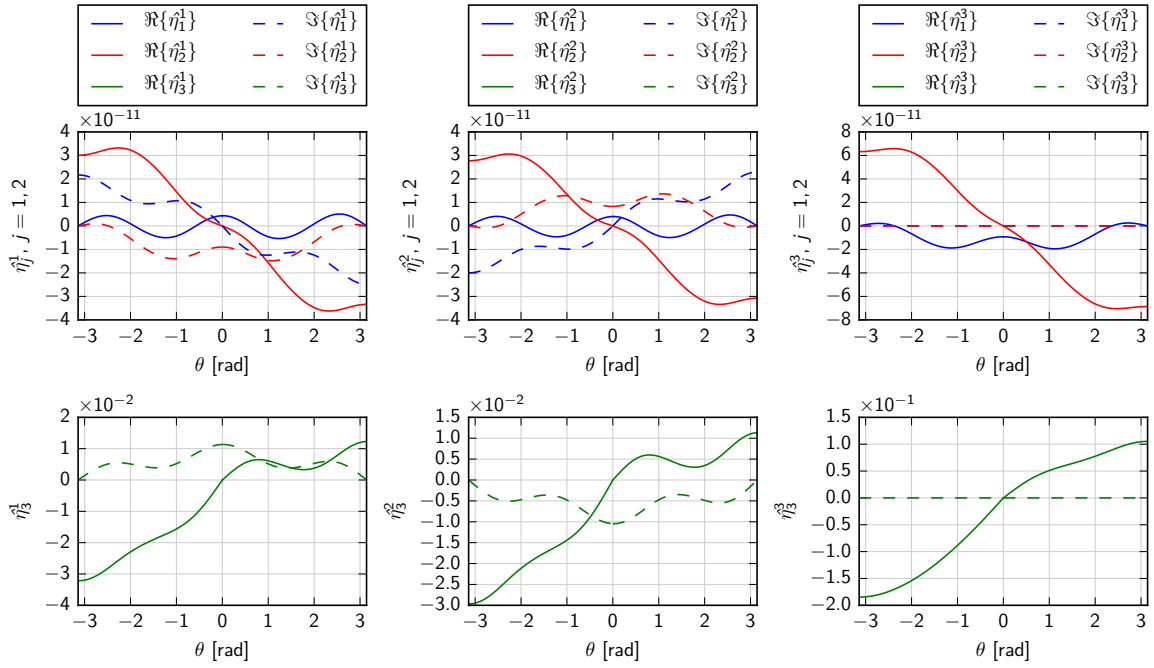 ℜ{η̂₁¹} ℑ{η̂₁¹}
ℜ{η̂₂¹} ℑ{η̂₂¹}
ℜ{η̂₃¹} ℑ{η̂₃¹}
ℜ{η̂₁²} ℑ{η̂₁²}
ℜ{η̂₂²} ℑ{η̂₂²}
ℜ{η̂₃²} ℑ{η̂₃²}
ℜ{η̂₁³} ℑ{η̂₁³}
ℜ{η̂₂³} ℑ{η̂₂³}
ℜ{η̂₃³} ℑ{η̂₃³}
×10⁻¹¹
4
3
2
1
0
−1
−2
−3
−4
η̂ⱼ¹, j = 1, 2
−3 −2 −1 0 1 2 3
θ [rad]
×10⁻¹¹
4
3
2
1
0
−1
−2
−3
−4
η̂ⱼ², j = 1, 2
−3 −2 −1 0 1 2 3
θ [rad]
×10⁻¹¹
8
6
4
2
0
−2
−4
−6
−8
η̂ⱼ³, j = 1, 2
−3 −2 −1 0 1 2 3
θ [rad]
×10⁻²
2
1
0
−1
−2
−3
−4
η̂₃¹
−3 −2 −1 0 1 2 3
θ [rad]
×10⁻²
1.5
1.0
0.5
0.0
−0.5
−1.0
−1.5
−2.0
−2.5
−3.0
η̂₃²
−3 −2 −1 0 1 2 3
θ [rad]
×10⁻¹
1.5
1.0
0.5
0.0
−0.5
−1.0
−1.5
−2.0
η̂₃³
−3 −2 −1 0 1 2 3
θ [rad]